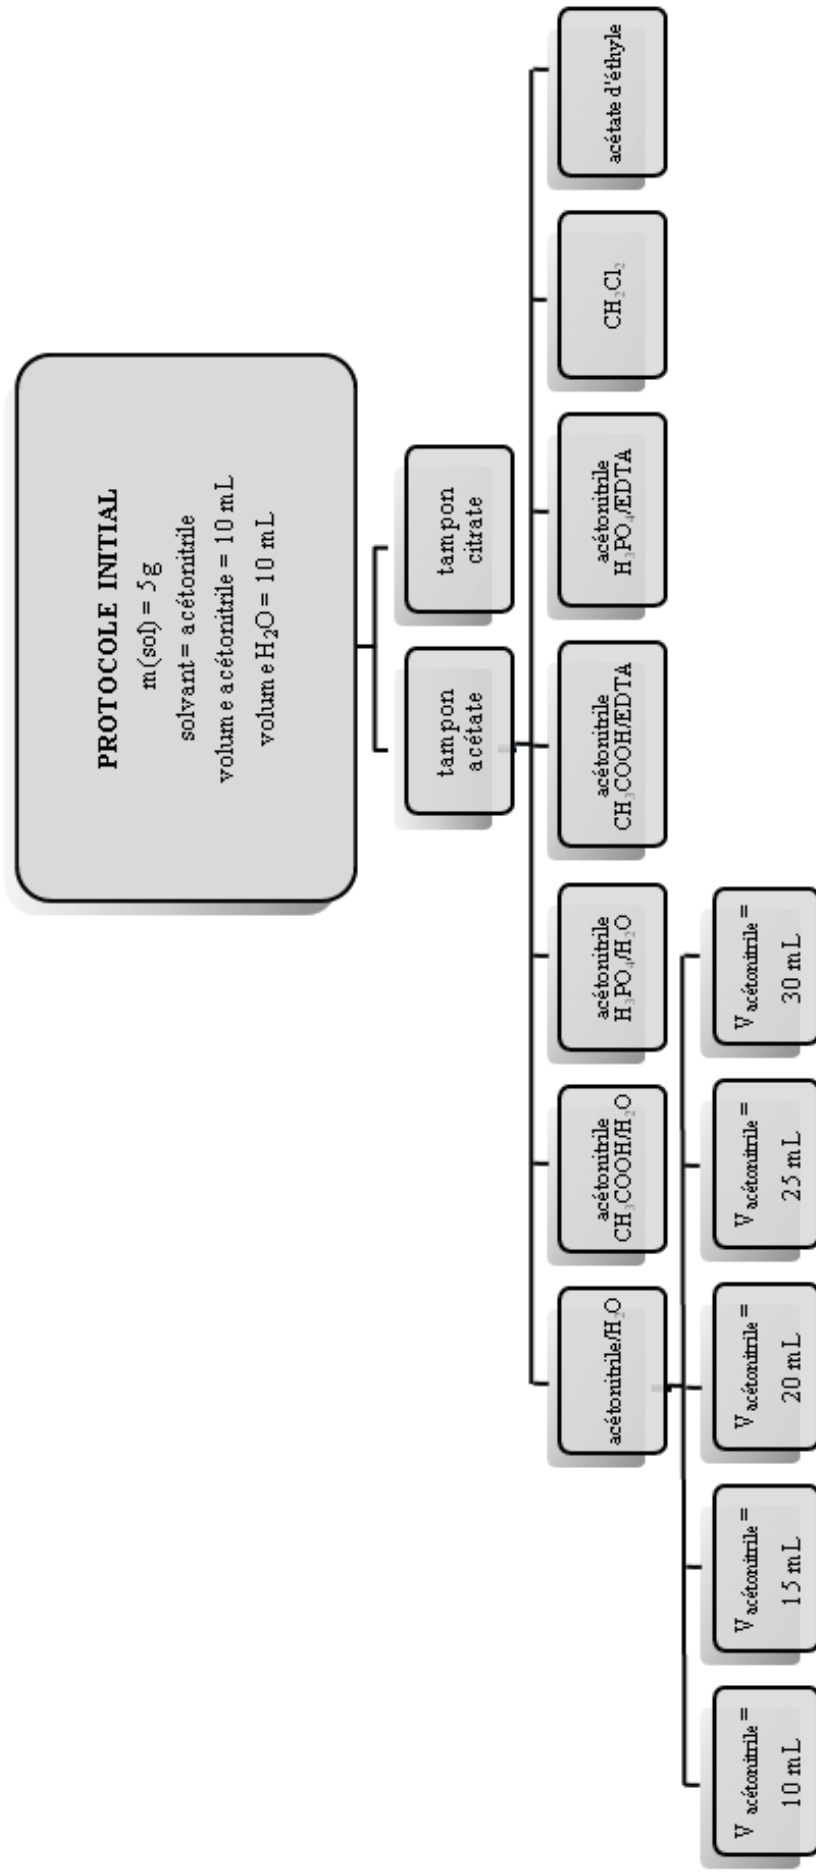 PROTOCOLE INITIAL
m(sol) = 5g
solvant= acétonitrile
volume acétonitrile = 10 mL
volume H₂O = 10 mL
tampon
acétate
tampon
citrate
acétonitrile/H₂O
acétonitrile
CH₃COOH/H₂O
acétonitrile
H₃PO₄/H₂O
acétonitrile
CH₃COOH/EDTA
acétonitrile
H₃PO₄/EDTA
CH₂Cl₂
acétate d'éthyle
V acétonitrile =
10 mL
V acétonitrile =
15 mL
V acétonitrile =
20 mL
V acétonitrile =
25 mL
V acétonitrile =
30 mL